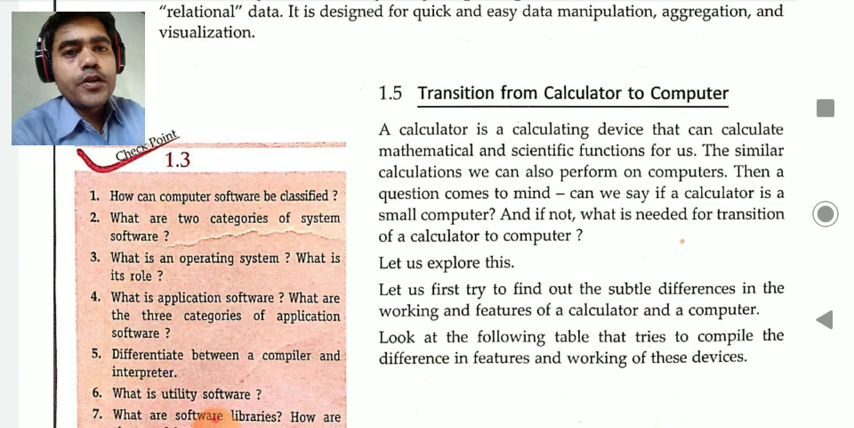 "relational" data. It is designed for quick and easy data manipulation, aggregation, and
visualization.
Check Point
1.3
1. How can computer software be classified ?
2. What are two categories of system
software ?
3. What is an operating system ? What is
its role ?
4. What is application software ? What are
the three categories of application
software ?
5. Differentiate between a compiler and
interpreter.
6. What is utility software ?
7. What are software libraries? How are
1.5 Transition from Calculator to Computer
A calculator is a calculating device that can calculate
mathematical and scientific functions for us. The similar
calculations we can also perform on computers. Then a
question comes to mind – can we say if a calculator is a
small computer? And if not, what is needed for transition
of a calculator to computer ?
Let us explore this.
Let us first try to find out the subtle differences in the
working and features of a calculator and a computer.
Look at the following table that tries to compile the
difference in features and working of these devices.